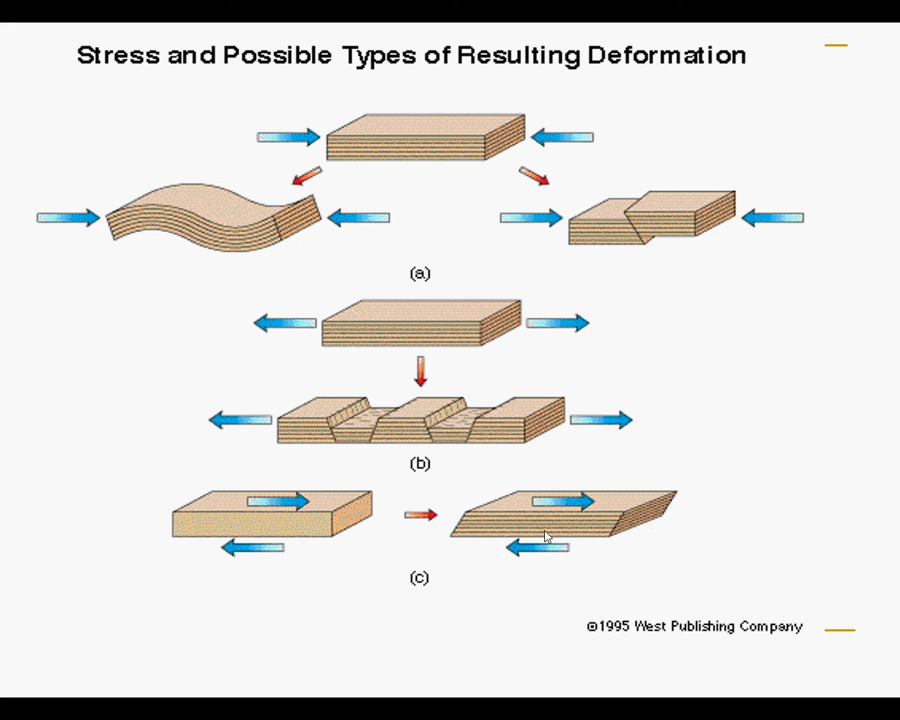 Stress and Possible Types of Resulting Deformation
(a)
(b)
(c)
©1995 West Publishing Company